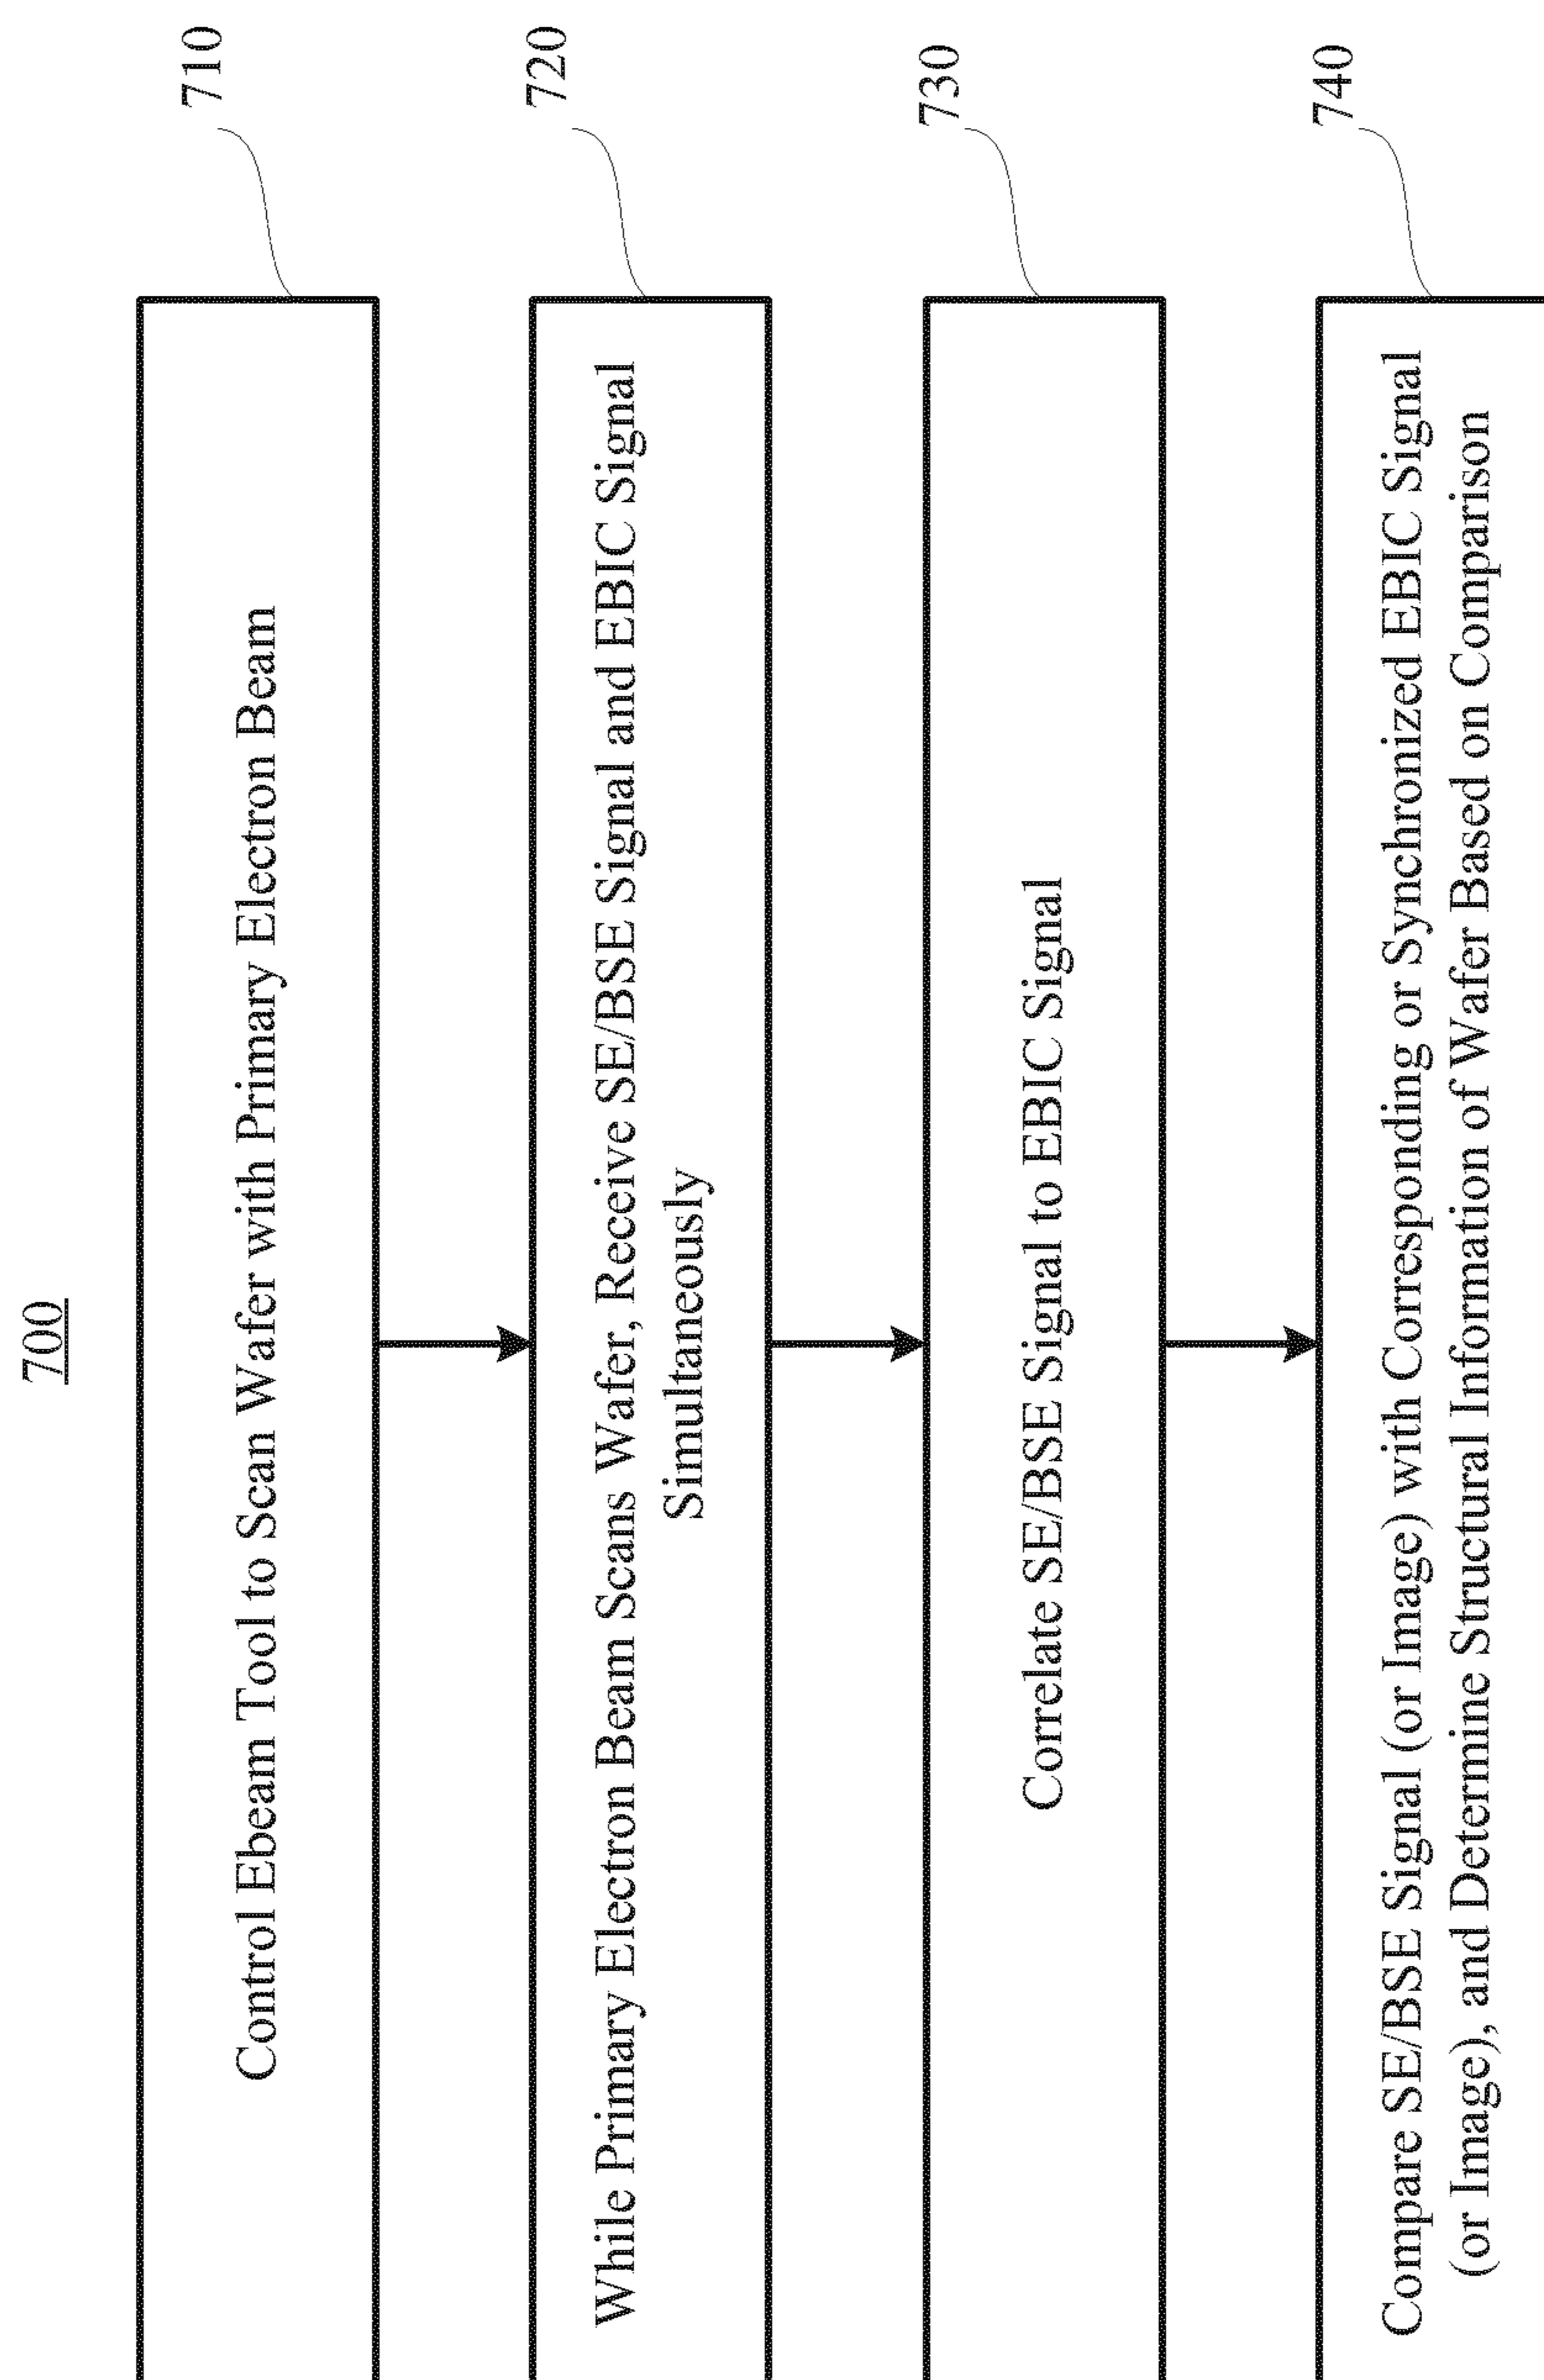 700
Control Ebeam Tool to Scan Wafer with Primary Electron Beam
710
While Primary Electron Beam Scans Wafer, Receive SE/BSE Signal and EBIC Signal
Simultaneously
720
Correlate SE/BSE Signal to EBIC Signal
730
Compare SE/BSE Signal (or Image) with Corresponding or Synchronized EBIC Signal
(or Image), and Determine Structural Information of Wafer Based on Comparison
740